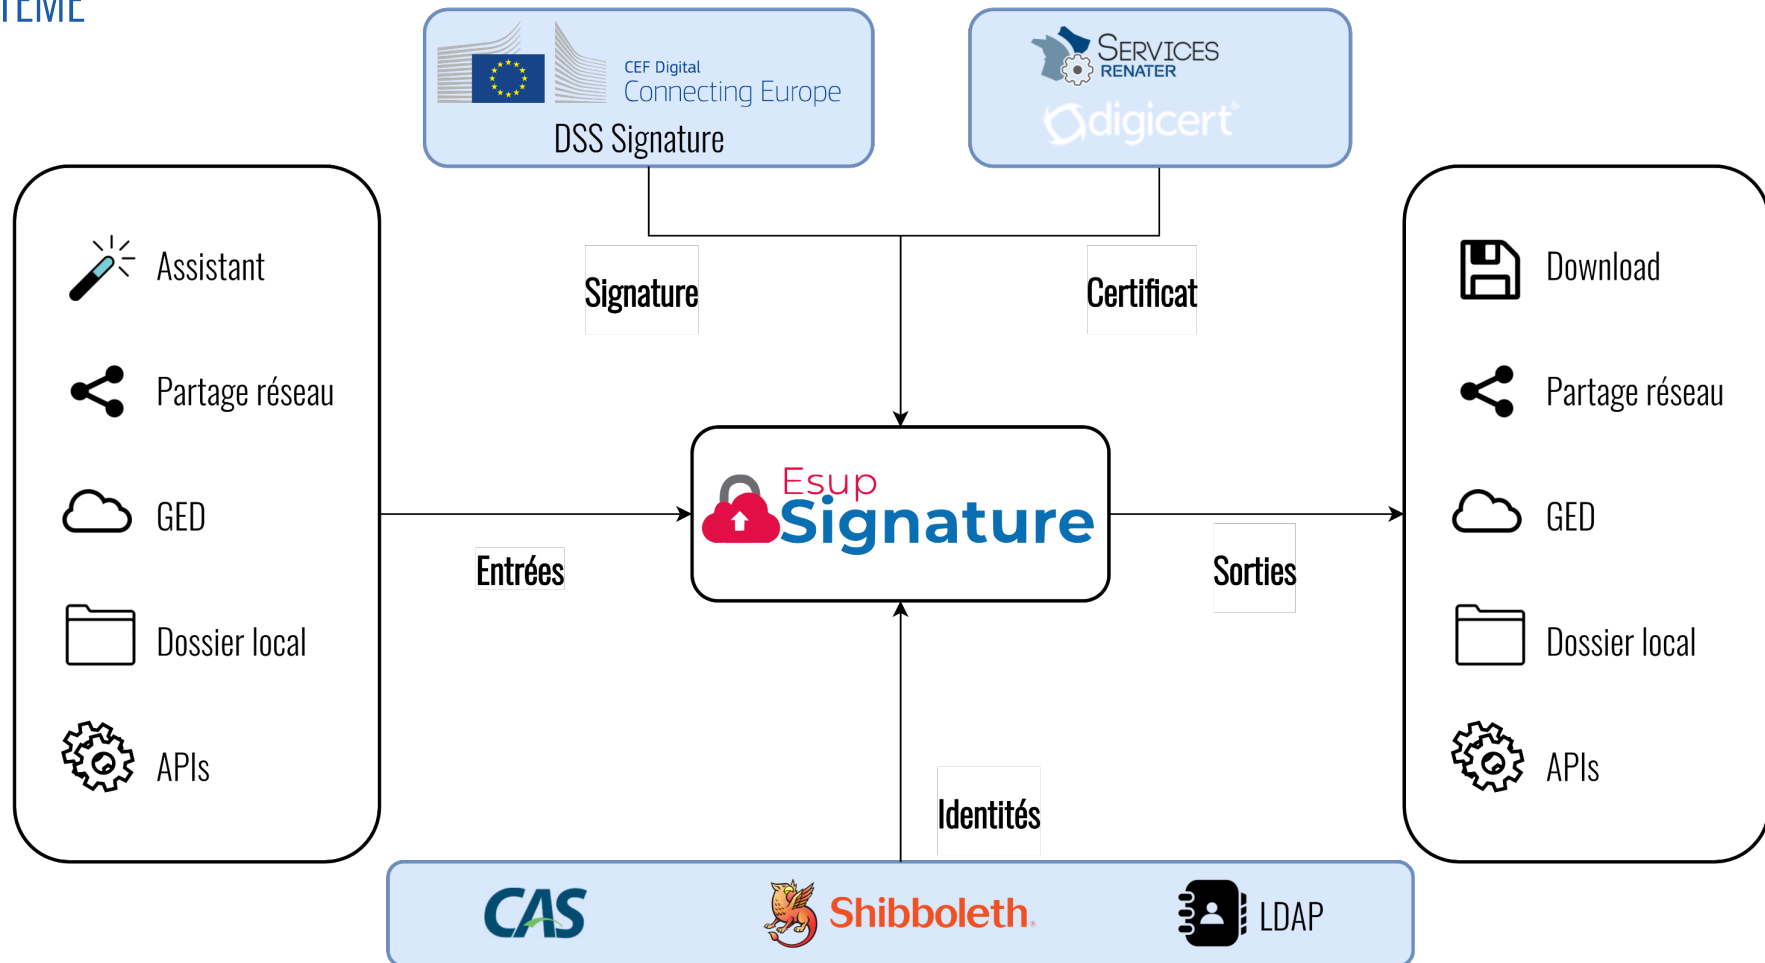 CEF Digital
Connecting Europe
DSS Signature
SERVICES
RENATER
digicert
Signature
Certificat
Assistant
Partage réseau
GED
Dossier local
APIs
Entrées
Esup
Signature
Sorties
Download
Partage réseau
GED
Dossier local
APIs
Identités
CAS
Shibboleth
LDAP